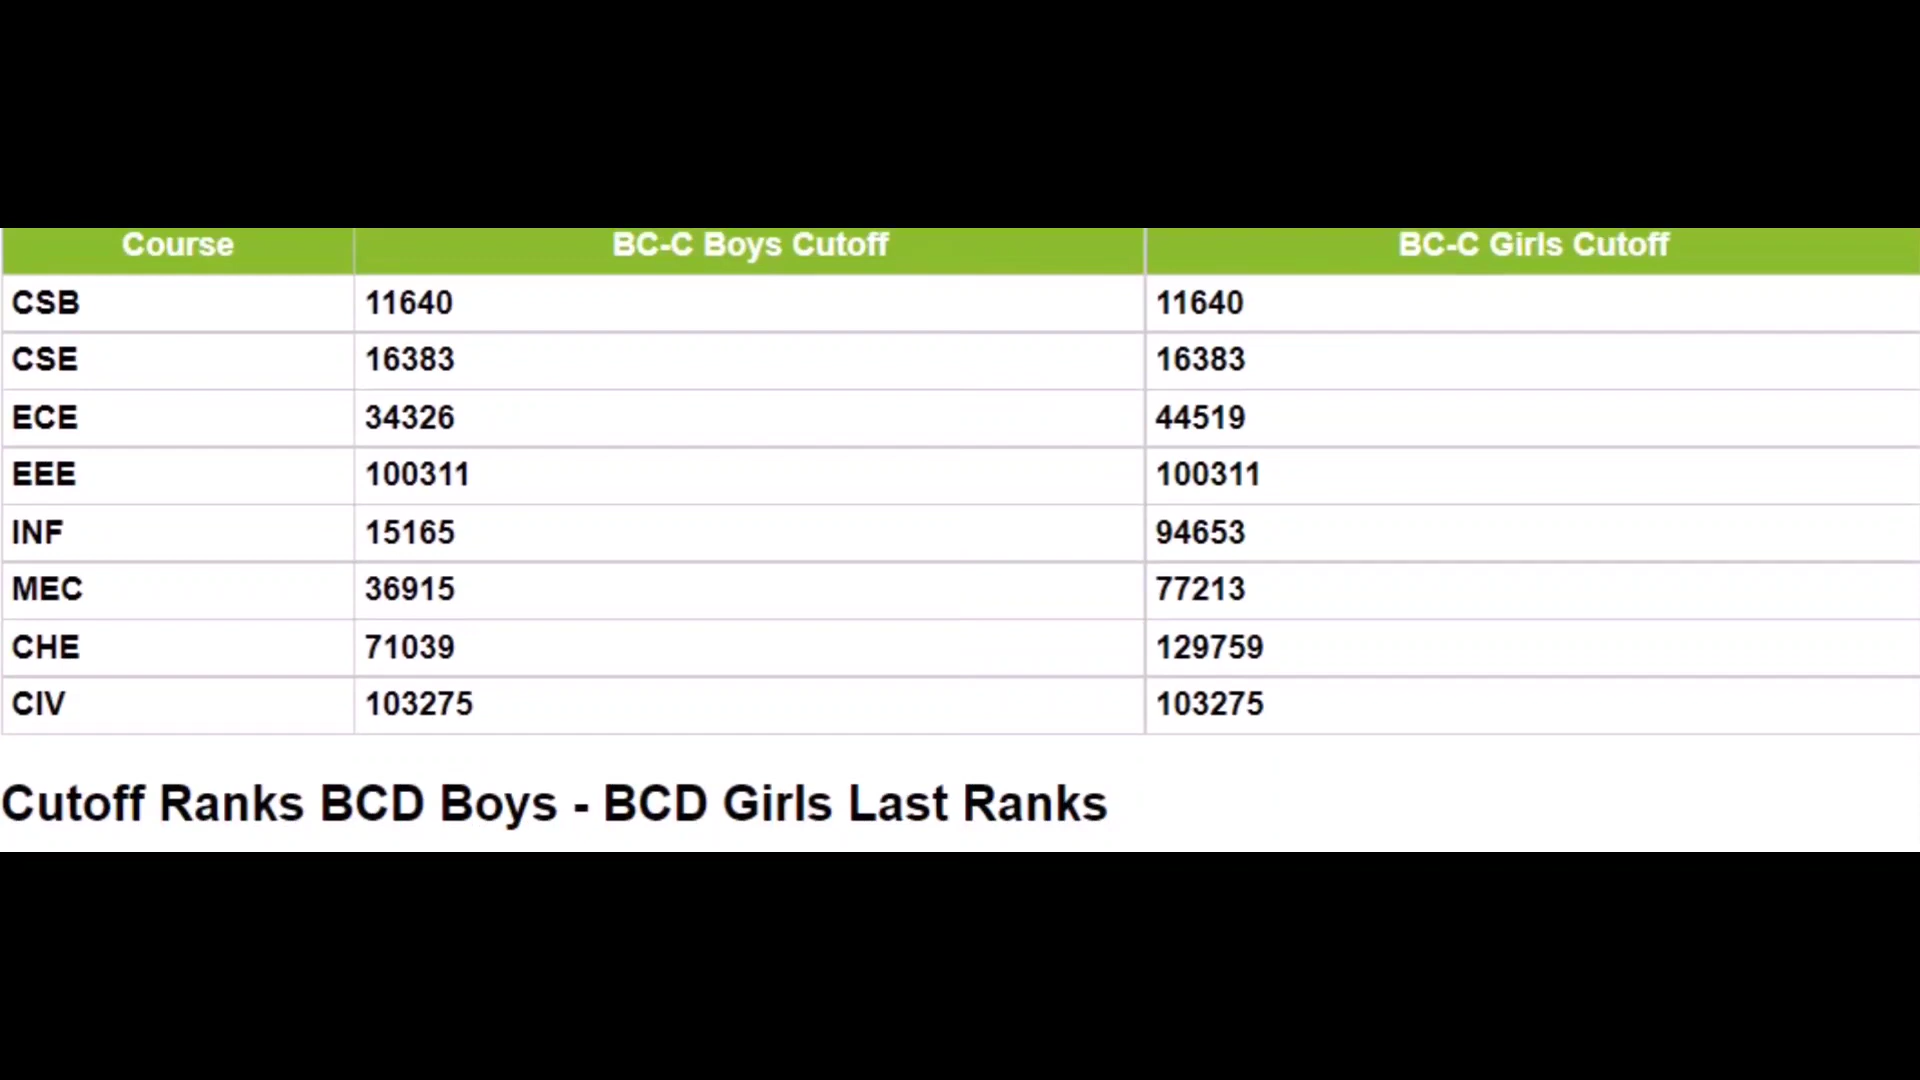 Course BC-C Boys Cutoff BC-C Girls Cutoff
CSB 11640 11640
CSE 16383 16383
ECE 34326 44519
EEE 100311 100311
INF 15165 94653
MEC 36915 77213
CHE 71039 129759
CIV 103275 103275
Cutoff Ranks BCD Boys - BCD Girls Last Ranks